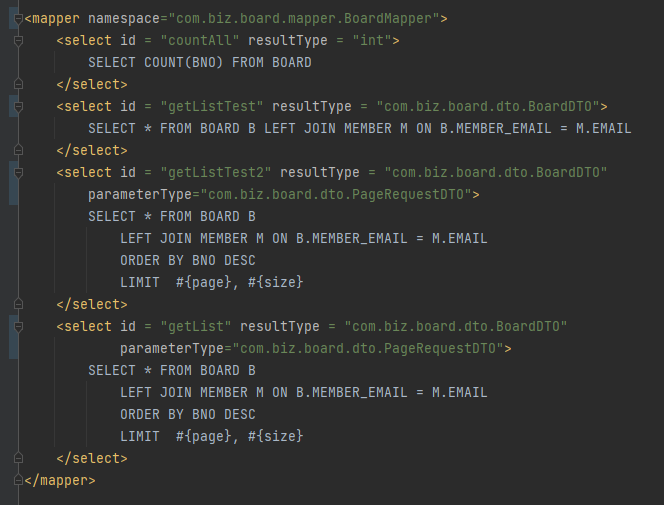 <mapper namespace="com.biz.board.mapper.BoardMapper">
<select id = "countAll" resultType = "int">
SELECT COUNT(BNO) FROM BOARD
</select>
<select id = "getListTest" resultType = "com.biz.board.dto.BoardDTO">
SELECT * FROM BOARD B LEFT JOIN MEMBER M ON B.MEMBER_EMAIL = M.EMAIL
</select>
<select id = "getListTest2" resultType = "com.biz.board.dto.BoardDTO"
parameterType="com.biz.board.dto.PageRequestDTO">
SELECT * FROM BOARD B
LEFT JOIN MEMBER M ON B.MEMBER_EMAIL = M.EMAIL
ORDER BY BNO DESC
LIMIT  #{page}, #{size}
</select>
<select id = "getList" resultType = "com.biz.board.dto.BoardDTO"
parameterType="com.biz.board.dto.PageRequestDTO">
SELECT * FROM BOARD B
LEFT JOIN MEMBER M ON B.MEMBER_EMAIL = M.EMAIL
ORDER BY BNO DESC
LIMIT  #{page}, #{size}
</select>
</mapper>